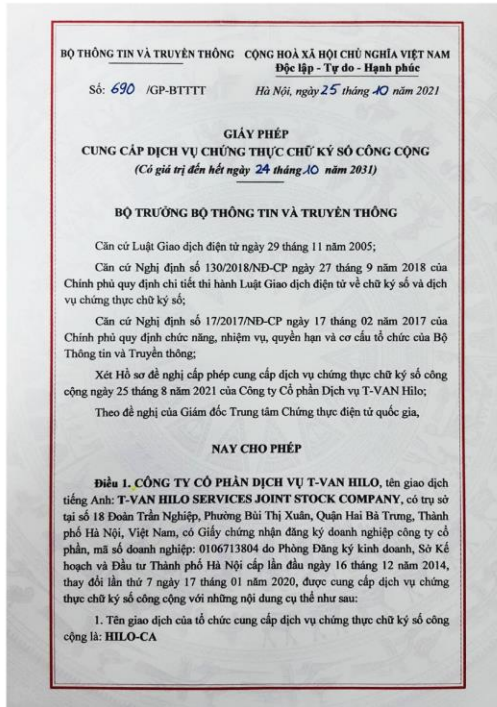 BỘ THÔNG TIN VÀ TRUYỀN THÔNG
CỘNG HOÀ XÃ HỘI CHỦ NGHĨA VIỆT NAM
Độc lập - Tự do - Hạnh phúc
Số: 690 /GP-BTTTT
Hà Nội, ngày 25 tháng 10 năm 2021
GIẤY PHÉP
CUNG CẤP DỊCH VỤ CHỨNG THỰC CHỮ KÝ SỐ CÔNG CỘNG
(Có giá trị đến hết ngày 24 tháng 10 năm 2031)
BỘ TRƯỞNG BỘ THÔNG TIN VÀ TRUYỀN THÔNG
Căn cứ Luật Giao dịch điện tử ngày 29 tháng 11 năm 2005;
Căn cứ Nghị định số 130/2018/NĐ-CP ngày 27 tháng 9 năm 2018 của
Chính phủ quy định chi tiết thi hành Luật Giao dịch điện tử về chữ ký số và dịch
vụ chứng thực chữ ký số;
Căn cứ Nghị định số 17/2017/NĐ-CP ngày 17 tháng 02 năm 2017 của
Chính phủ quy định chức năng, nhiệm vụ, quyền hạn và cơ cấu tổ chức của Bộ
Thông tin và Truyền thông;
Xét Hồ sơ đề nghị cấp phép cung cấp dịch vụ chứng thực chữ ký số công
cộng ngày 25 tháng 8 năm 2021 của Công ty Cổ phần Dịch vụ T-VAN Hilo;
Theo đề nghị của Giám đốc Trung tâm Chứng thực điện tử quốc gia,
NAY CHO PHÉP
Điều 1. CÔNG TY CỔ PHẦN DỊCH VỤ T-VAN HILO, tên giao dịch
tiếng Anh: T-VAN HILO SERVICES JOINT STOCK COMPANY, có trụ sở
tại số 18 Đoàn Trần Nghiệp, Phường Bùi Thị Xuân, Quận Hai Bà Trưng, Thành
phố Hà Nội, Việt Nam, có Giấy chứng nhận đăng ký doanh nghiệp công ty cổ
phần, mã số doanh nghiệp: 0106713804 do Phòng Đăng ký kinh doanh, Sở Kế
hoạch và Đầu tư Thành phố Hà Nội cấp lần đầu ngày 16 tháng 12 năm 2014,
thay đổi lần thứ 7 ngày 17 tháng 01 năm 2020, được cung cấp dịch vụ chứng
thực chữ ký số công cộng với những nội dung cụ thể như sau:
1. Tên giao dịch của tổ chức cung cấp dịch vụ chứng thực chữ ký số công
cộng là: HILO-CA